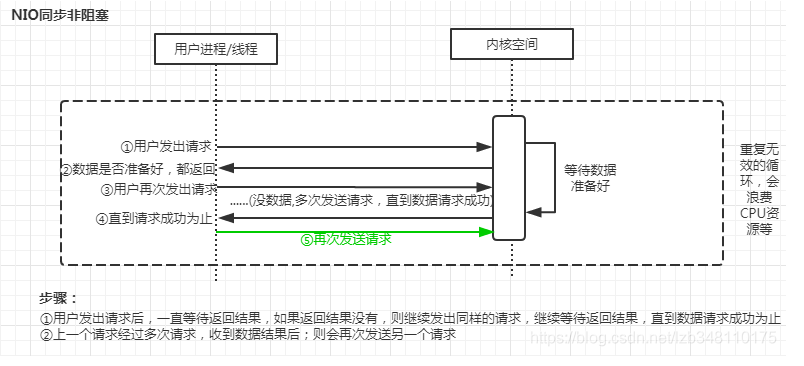 NIO同步非阻塞
用户进程/线程
内核空间
①用户发出请求
②数据是否准备好，都返回
③用户再次发出请求
......(没数据,多次发送请求，直到数据请求成功)
④直到请求成功为止
⑤再次发送请求
等待数据
准备好
重复无
效的循
环，会
浪费
CPU资
源等
步骤：
①用户发出请求后，一直等待返回结果，如果返回结果没有，则继续发出同样的请求，继续等待返回结果，直到数据请求成功为止
②上一个请求经过多次请求，收到数据结果后；则会再次发送另一个请求
https://blog.csdn.net/lzb348110175